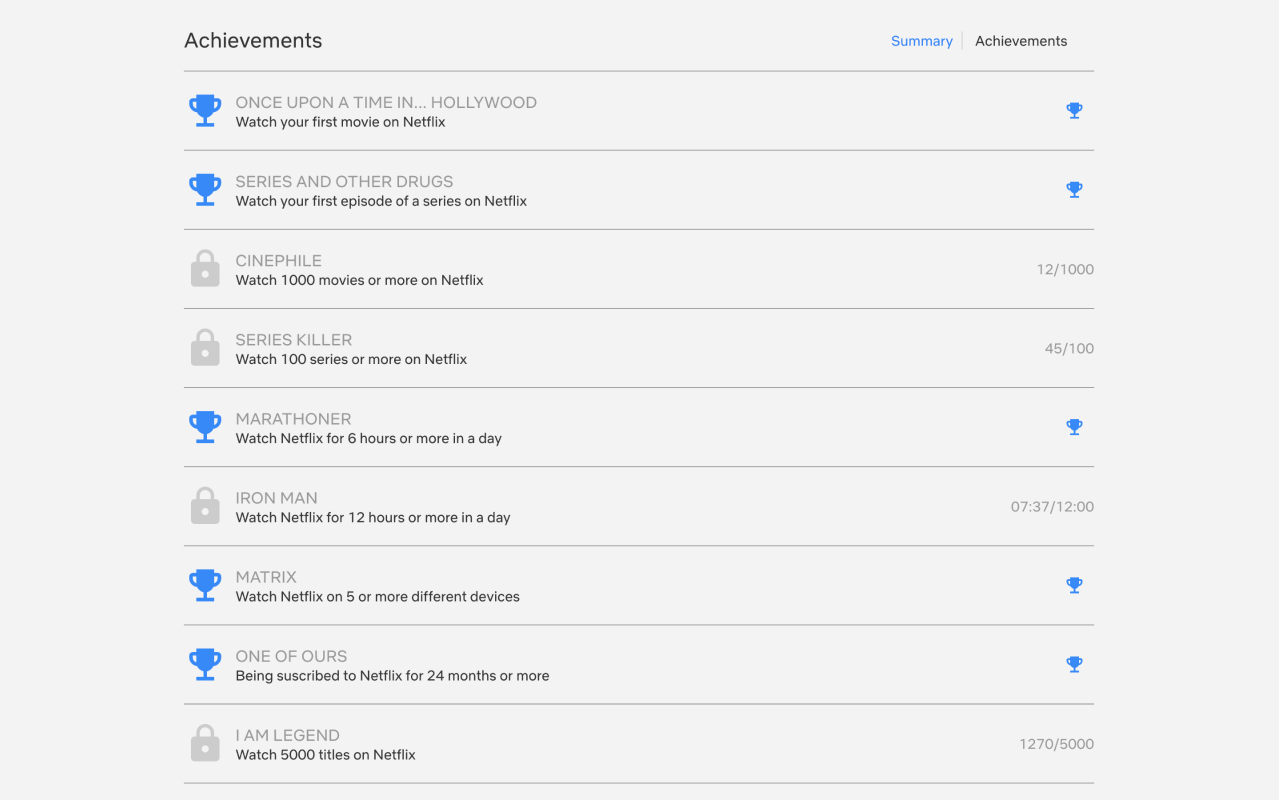 Achievements
Summary
Achievements
ONCE UPON A TIME IN... HOLLYWOOD
Watch your first movie on Netflix
SERIES AND OTHER DRUGS
Watch your first episode of a series on Netflix
CINEPHILE
Watch 1000 movies or more on Netflix
12/1000
SERIES KILLER
Watch 100 series or more on Netflix
45/100
MARATHONER
Watch Netflix for 6 hours or more in a day
IRON MAN
Watch Netflix for 12 hours or more in a day
07:37/12:00
MATRIX
Watch Netflix on 5 or more different devices
ONE OF OURS
Being suscribed to Netflix for 24 months or more
I AM LEGEND
Watch 5000 titles on Netflix
1270/5000